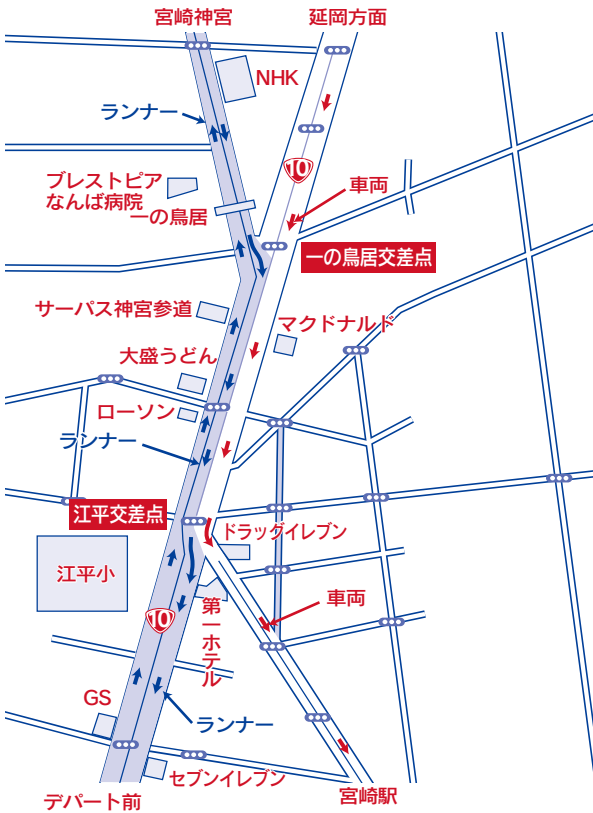 宮崎神宮
延岡方面
NHK
ランナー
10
車両
ブレストピア
なんば病院
一の鳥居
一の鳥居交差点
サーパス神宮参道
マクドナルド
大盛うどん
ローソン
ランナー
江平交差点
ドラッグイレブン
江平小
第一ホテル
車両
10
GS
ランナー
セブンイレブン
デパート前
宮崎駅